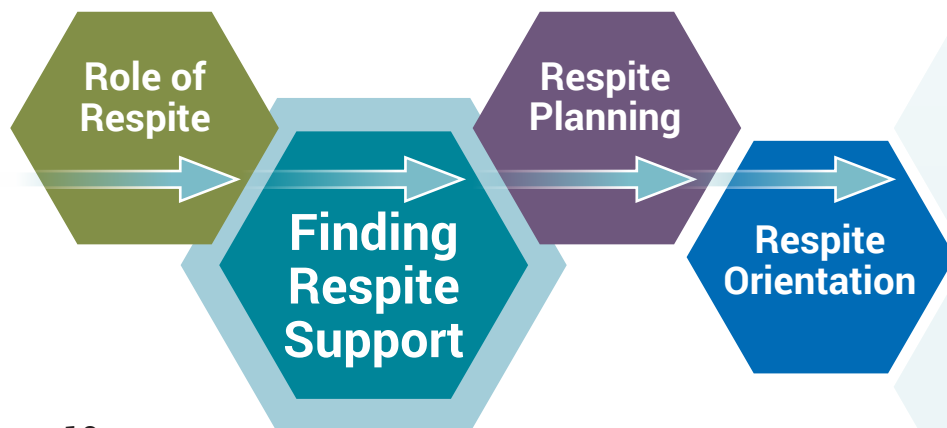 Role of
Respite
Finding
Respite
Support
Respite
Planning
Respite
Orientation